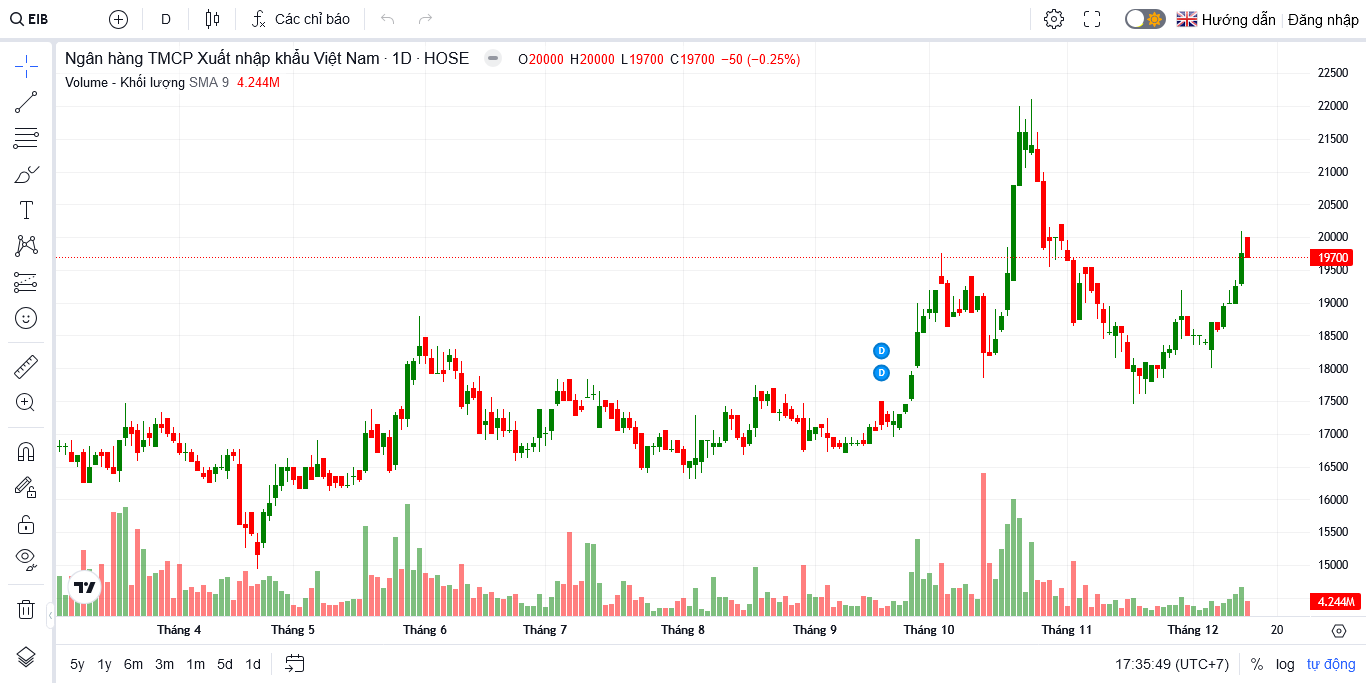 EIB D Các chỉ báo Hướng dẫn Đăng nhập
Ngân hàng TMCP Xuất nhập khẩu Việt Nam · 1D · HOSE O20000 H20000 L19700 C19700 −50 (−0.25%)
Volume - Khối lượng SMA 9 4.244M
22500
22000
21500
21000
20500
20000
19700
19500
19000
18500
18000
17500
17000
16500
16000
15500
15000
4.244M
D
D
Tháng 4 Tháng 5 Tháng 6 Tháng 7 Tháng 8 Tháng 9 Tháng 10 Tháng 11 Tháng 12 20
5y 1y 6m 3m 1m 5d 1d 17:35:49 (UTC+7) % log tự động